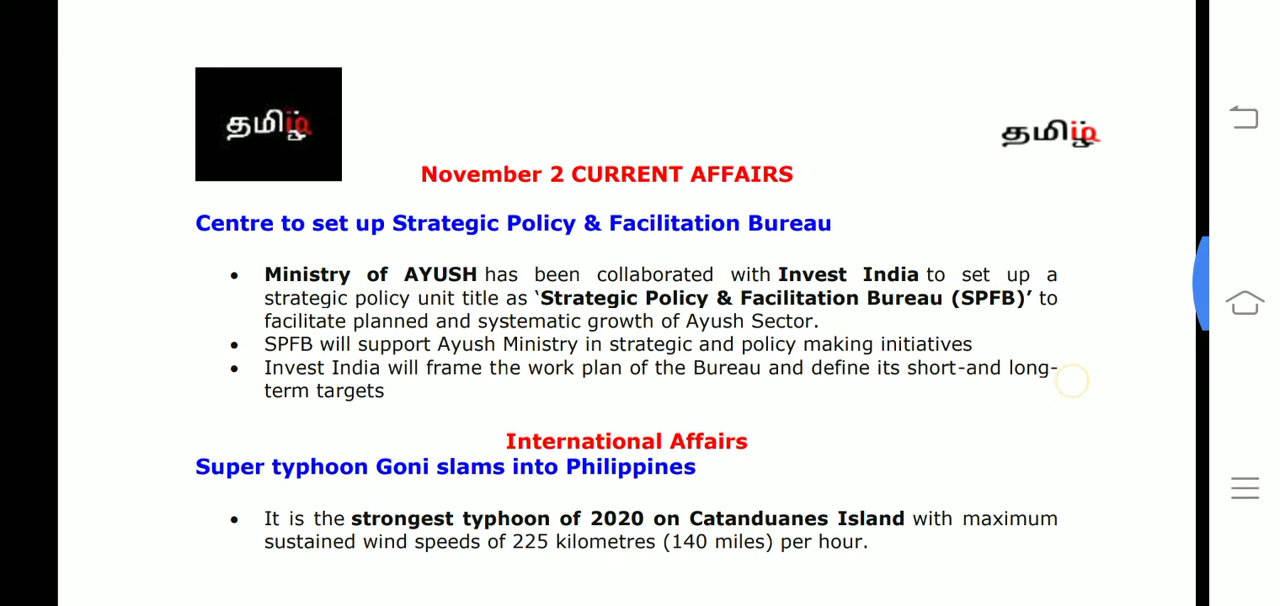 தமிழ்
தமிழ்
November 2 CURRENT AFFAIRS
Centre to set up Strategic Policy & Facilitation Bureau
• Ministry of AYUSH has been collaborated with Invest India to set up a
strategic policy unit title as ‘Strategic Policy & Facilitation Bureau (SPFB)’ to
facilitate planned and systematic growth of Ayush Sector.
• SPFB will support Ayush Ministry in strategic and policy making initiatives
• Invest India will frame the work plan of the Bureau and define its short-and long-
term targets
International Affairs
Super typhoon Goni slams into Philippines
• It is the strongest typhoon of 2020 on Catanduanes Island with maximum
sustained wind speeds of 225 kilometres (140 miles) per hour.